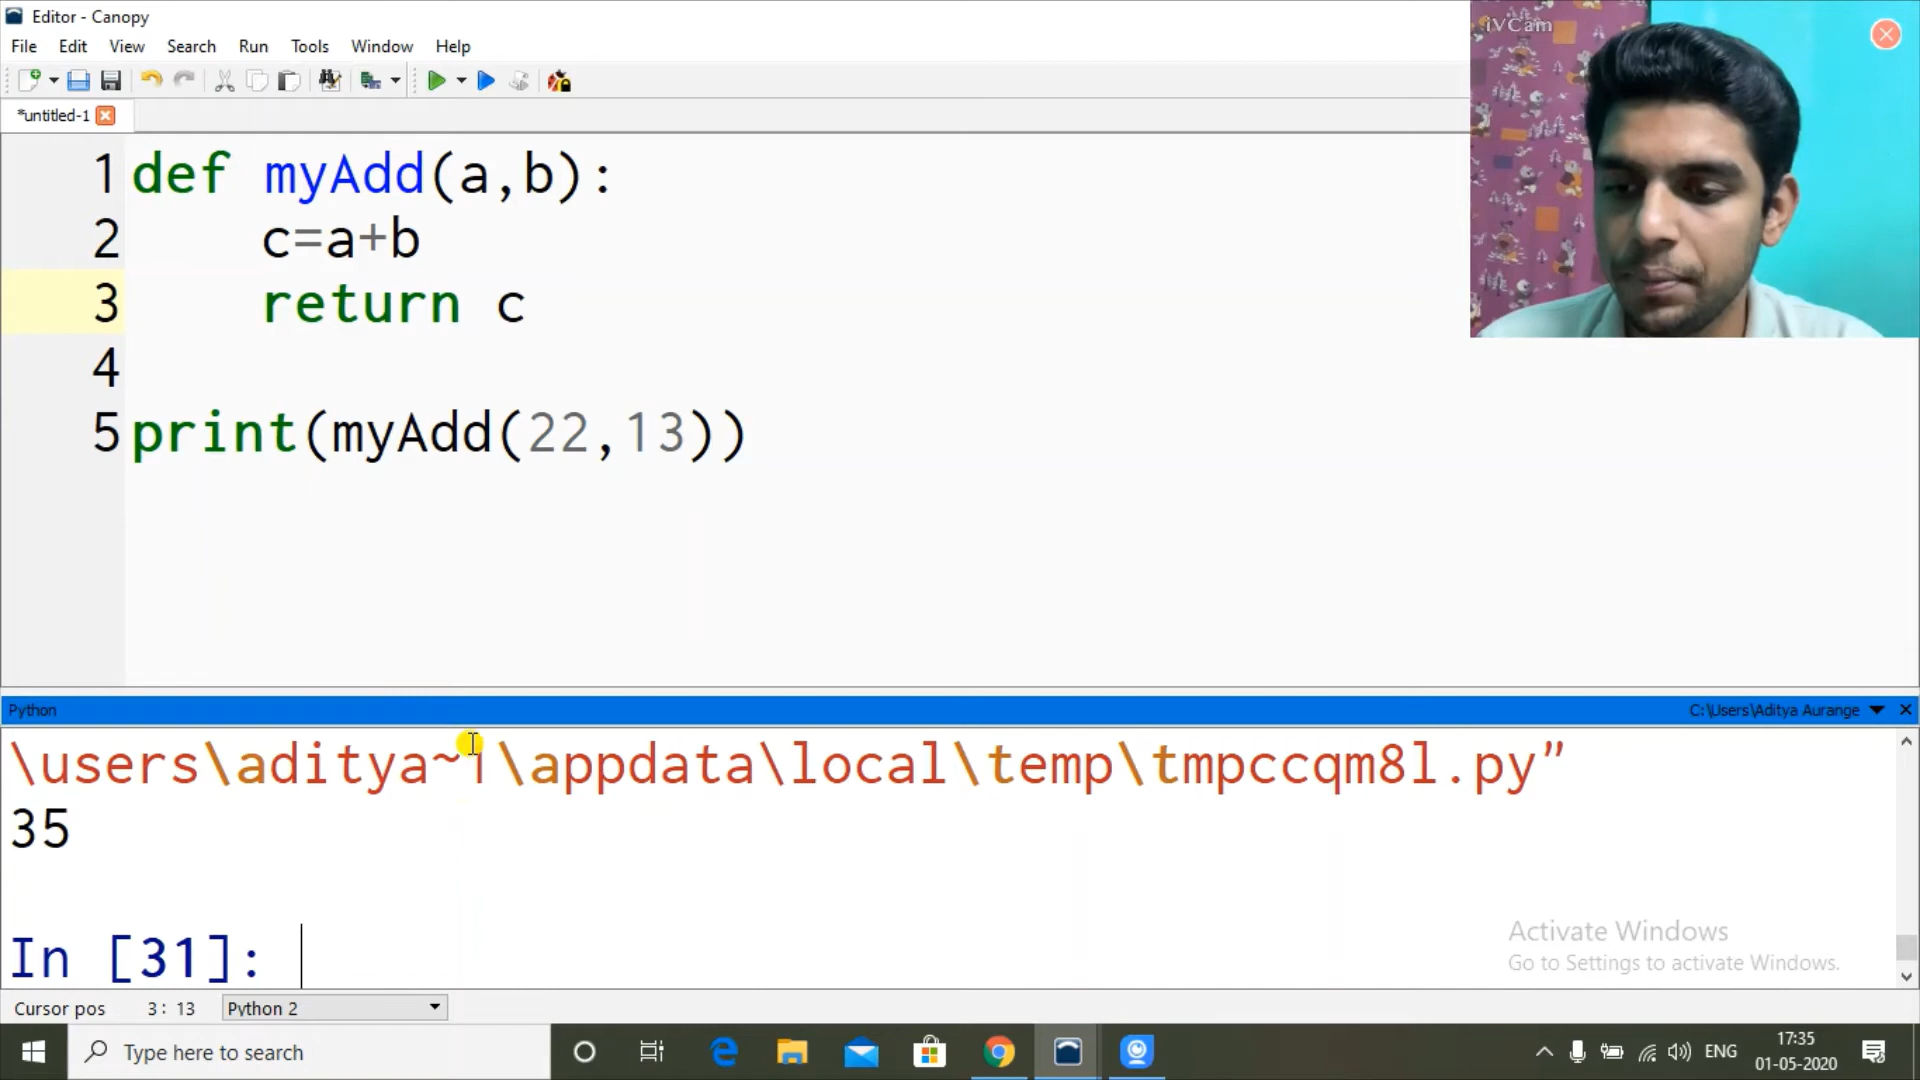 Editor - Canopy
File Edit View Search Run Tools Window Help
iVCam
*untitled-1
1 def myAdd(a,b):
2     c=a+b
3     return c
4
5 print(myAdd(22,13))
Python C:\Users\Aditya Aurange
\users\aditya~1\appdata\local\temp\tmpccqm8l.py"
35
In [31]:
Activate Windows
Go to Settings to activate Windows.
Cursor pos 3: 13 Python 2
Type here to search
ENG
17:35
01-05-2020